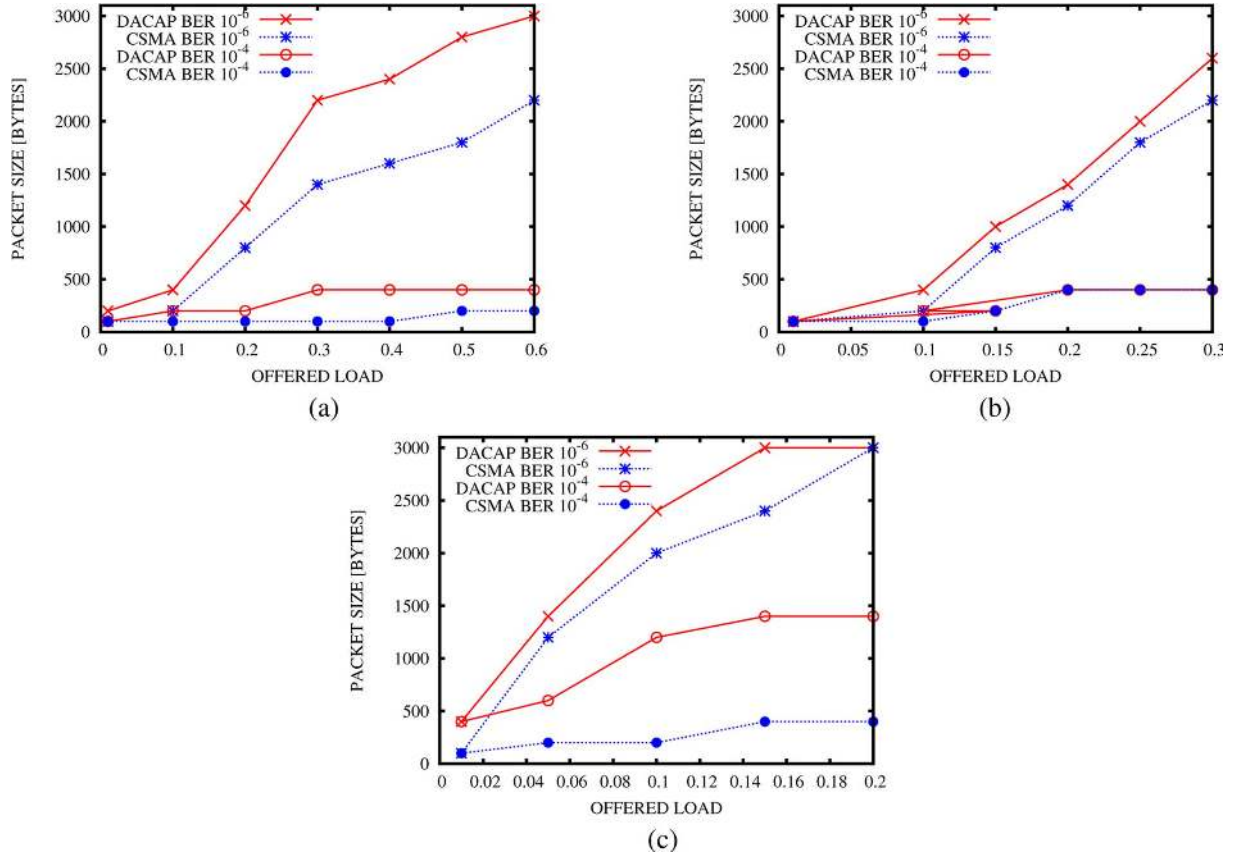 3000
2500
2000
1500
1000
500
0
PACKET SIZE [BYTES]
DACAP BER 10^-6
CSMA BER 10^-6
DACAP BER 10^-4
CSMA BER 10^-4
0 0.1 0.2 0.3 0.4 0.5 0.6
OFFERED LOAD
(a)
3000
2500
2000
1500
1000
500
0
PACKET SIZE [BYTES]
DACAP BER 10^-6
CSMA BER 10^-6
DACAP BER 10^-4
CSMA BER 10^-4
0 0.05 0.1 0.15 0.2 0.25 0.3
OFFERED LOAD
(b)
3000
2500
2000
1500
1000
500
0
PACKET SIZE [BYTES]
DACAP BER 10^-6
CSMA BER 10^-6
DACAP BER 10^-4
CSMA BER 10^-4
0 0.02 0.04 0.06 0.08 0.1 0.12 0.14 0.16 0.18 0.2
OFFERED LOAD
(c)